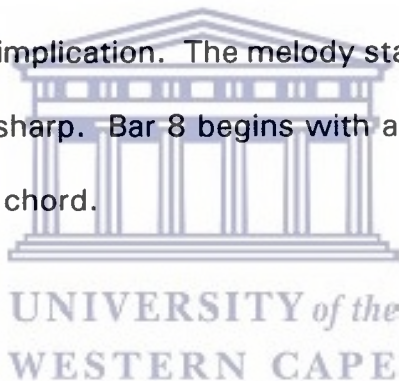 implication. The melody sta
sharp. Bar 8 begins with a
chord.
UNIVERSITY of the
WESTERN CAPE